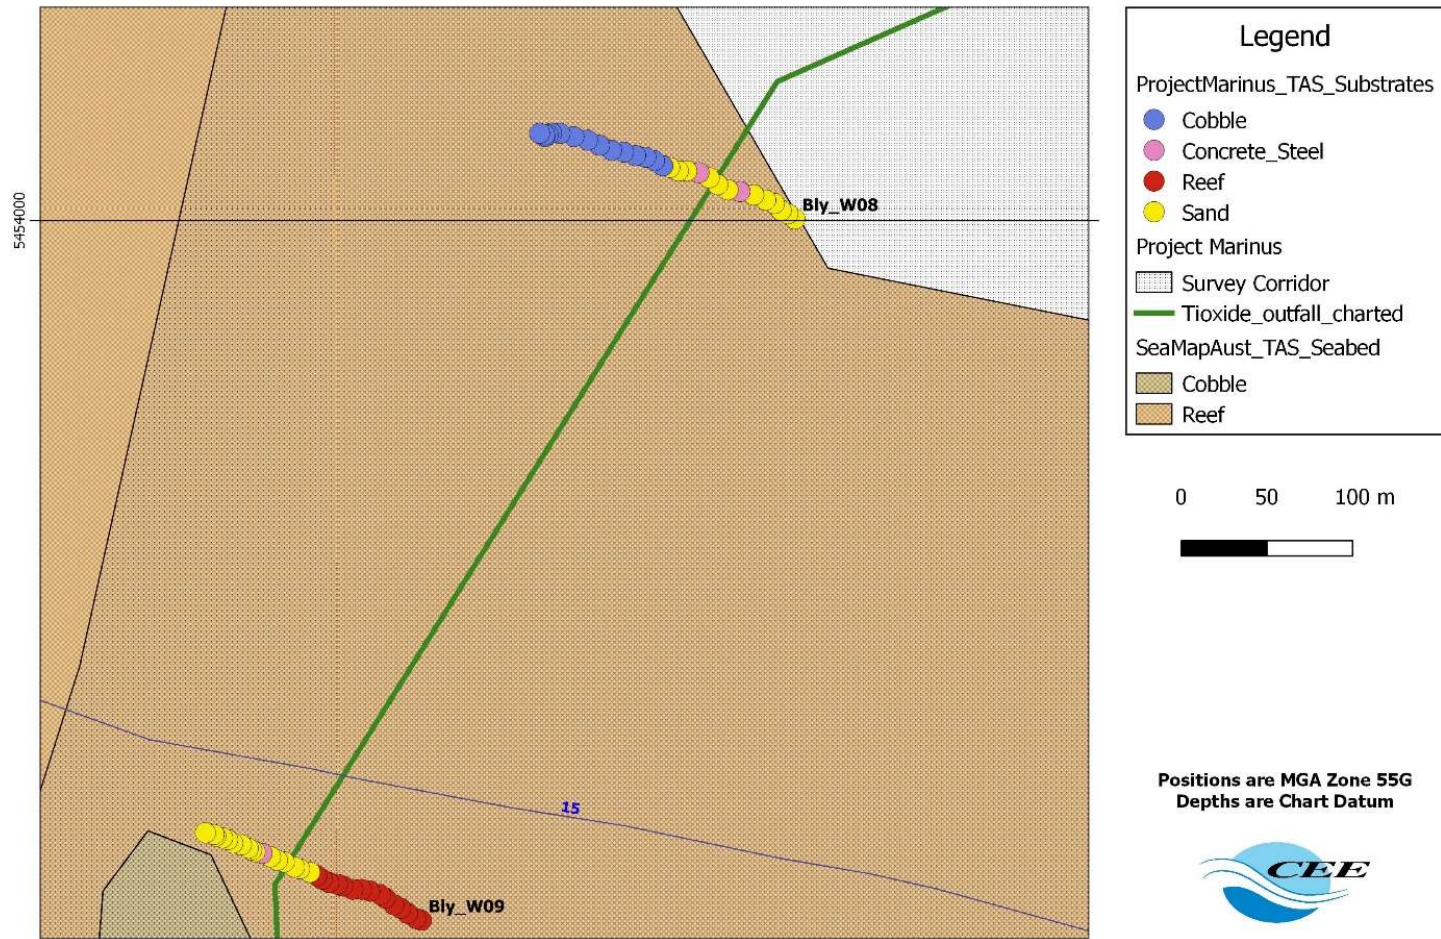 5454000
Bly_W08
15
Bly_W09
Legend
ProjectMarinus_TAS_Substrates
Cobble
Concrete_Steel
Reef
Sand
Project Marinus
Survey Corridor
Tioxide_outfall_charted
SeaMapAust_TAS_Seabed
Cobble
Reef
0 50 100 m
Positions are MGA Zone 55G
Depths are Chart Datum
CEE